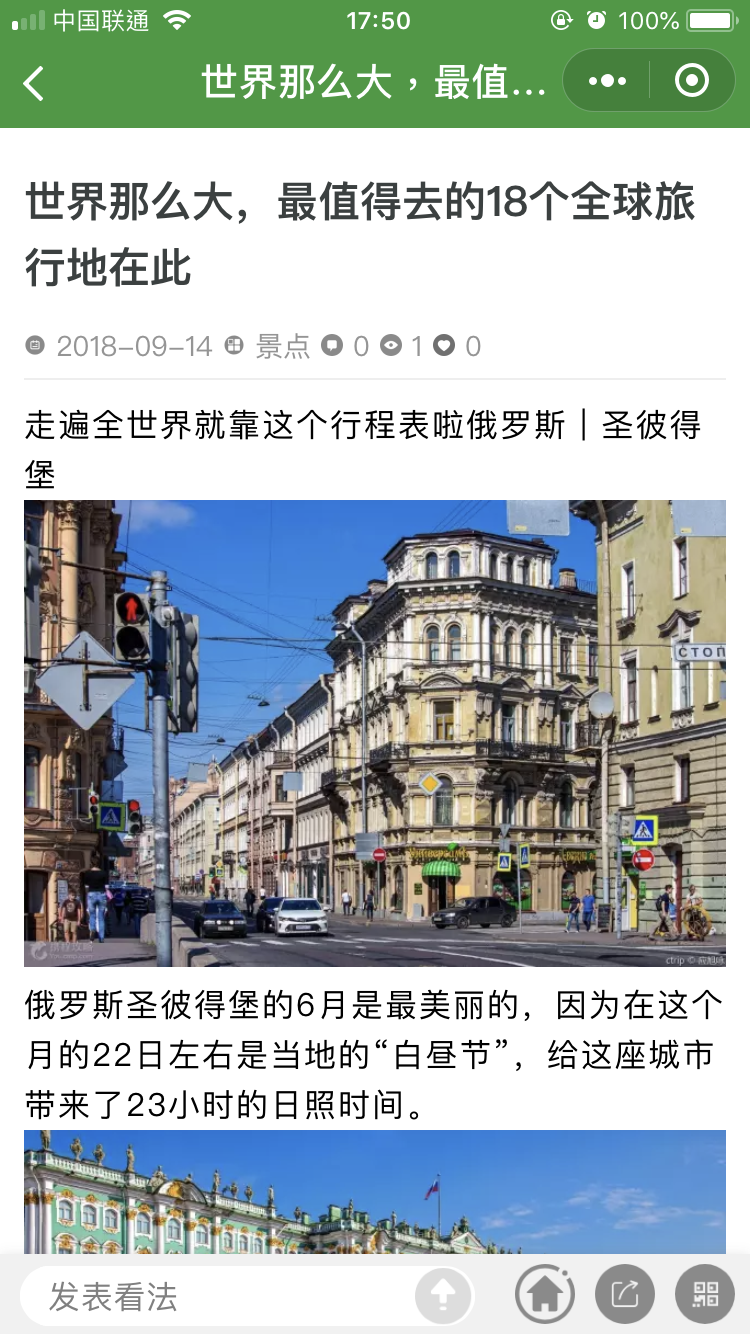 中国联通 17:50 100%
世界那么大，最值...
世界那么大，最值得去的18个全球旅
行地在此
2018-09-14 景点 0 1 0
走遍全世界就靠这个行程表啦俄罗斯｜圣彼得
堡
стоп
ctrip ©
俄罗斯圣彼得堡的6月是最美丽的，因为在这个
月的22日左右是当地的“白昼节”，给这座城市
带来了23小时的日照时间。
发表看法